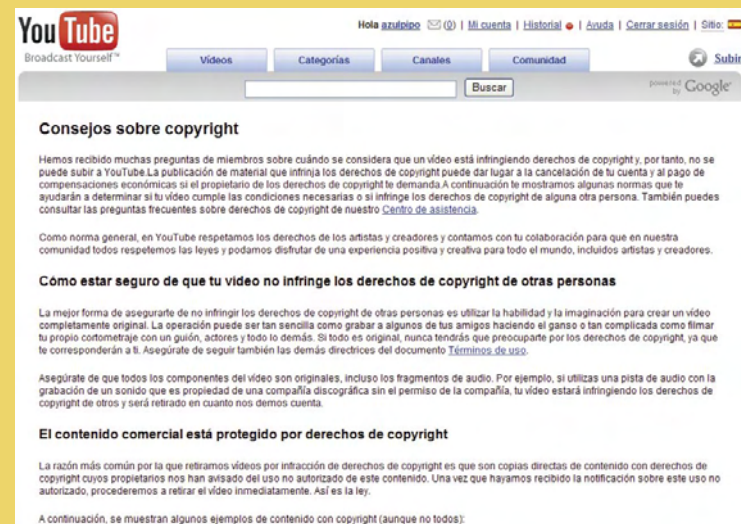 You Tube
Hola azulpipo (0) | Mi cuenta | Historial | Ayuda | Cerrar sesión | Sitio:
Broadcast Yourself™
Vídeos Categorías Canales Comunidad Subir
Buscar powered by Google
Consejos sobre copyright
Hemos recibido muchas preguntas de miembros sobre cuándo se considera que un vídeo está infringiendo derechos de copyright y, por tanto, no se
puede subir a YouTube.La publicación de material que infrinja los derechos de copyright puede dar lugar a la cancelación de tu cuenta y al pago de
compensaciones económicas si el propietario de los derechos de copyright te demanda.A continuación te mostramos algunas normas que te
ayudarán a determinar si tu vídeo cumple las condiciones necesarias o si infringe los derechos de copyright de alguna otra persona. También puedes
consultar las preguntas frecuentes sobre derechos de copyright de nuestro Centro de asistencia.
Como norma general, en YouTube respetamos los derechos de los artistas y creadores y contamos con tu colaboración para que en nuestra
comunidad todos respetemos las leyes y podamos disfrutar de una experiencia positiva y creativa para todo el mundo, incluidos artistas y creadores.
Cómo estar seguro de que tu vídeo no infringe los derechos de copyright de otras personas
La mejor forma de asegurarte de no infringir los derechos de copyright de otras personas es utilizar la habilidad y la imaginación para crear un vídeo
completamente original. La operación puede ser tan sencilla como grabar a algunos de tus amigos haciendo el ganso o tan complicada como filmar
tu propio cortometraje con un guión, actores y todo lo demás. Si todo es original, nunca tendrás que preocuparte por los derechos de copyright, ya que
te corresponderán a ti. Asegúrate de seguir también las demás directrices del documento Términos de uso.
Asegúrate de que todos los componentes del vídeo son originales, incluso los fragmentos de audio. Por ejemplo, si utilizas una pista de audio con la
grabación de un sonido que es propiedad de una compañía discográfica sin el permiso de la compañía, tu vídeo estará infringiendo los derechos de
copyright de otros y será retirado en cuanto nos demos cuenta.
El contenido comercial está protegido por derechos de copyright
La razón más común por la que retiramos vídeos por infracción de derechos de copyright es que son copias directas de contenido con derechos de
copyright cuyos propietarios nos han avisado del uso no autorizado de este contenido. Una vez que hayamos recibido la notificación sobre este uso no
autorizado, procederemos a retirar el vídeo inmediatamente. Así es la ley.
A continuación, se muestran algunos ejemplos de contenido con copyright (aunque no todos):